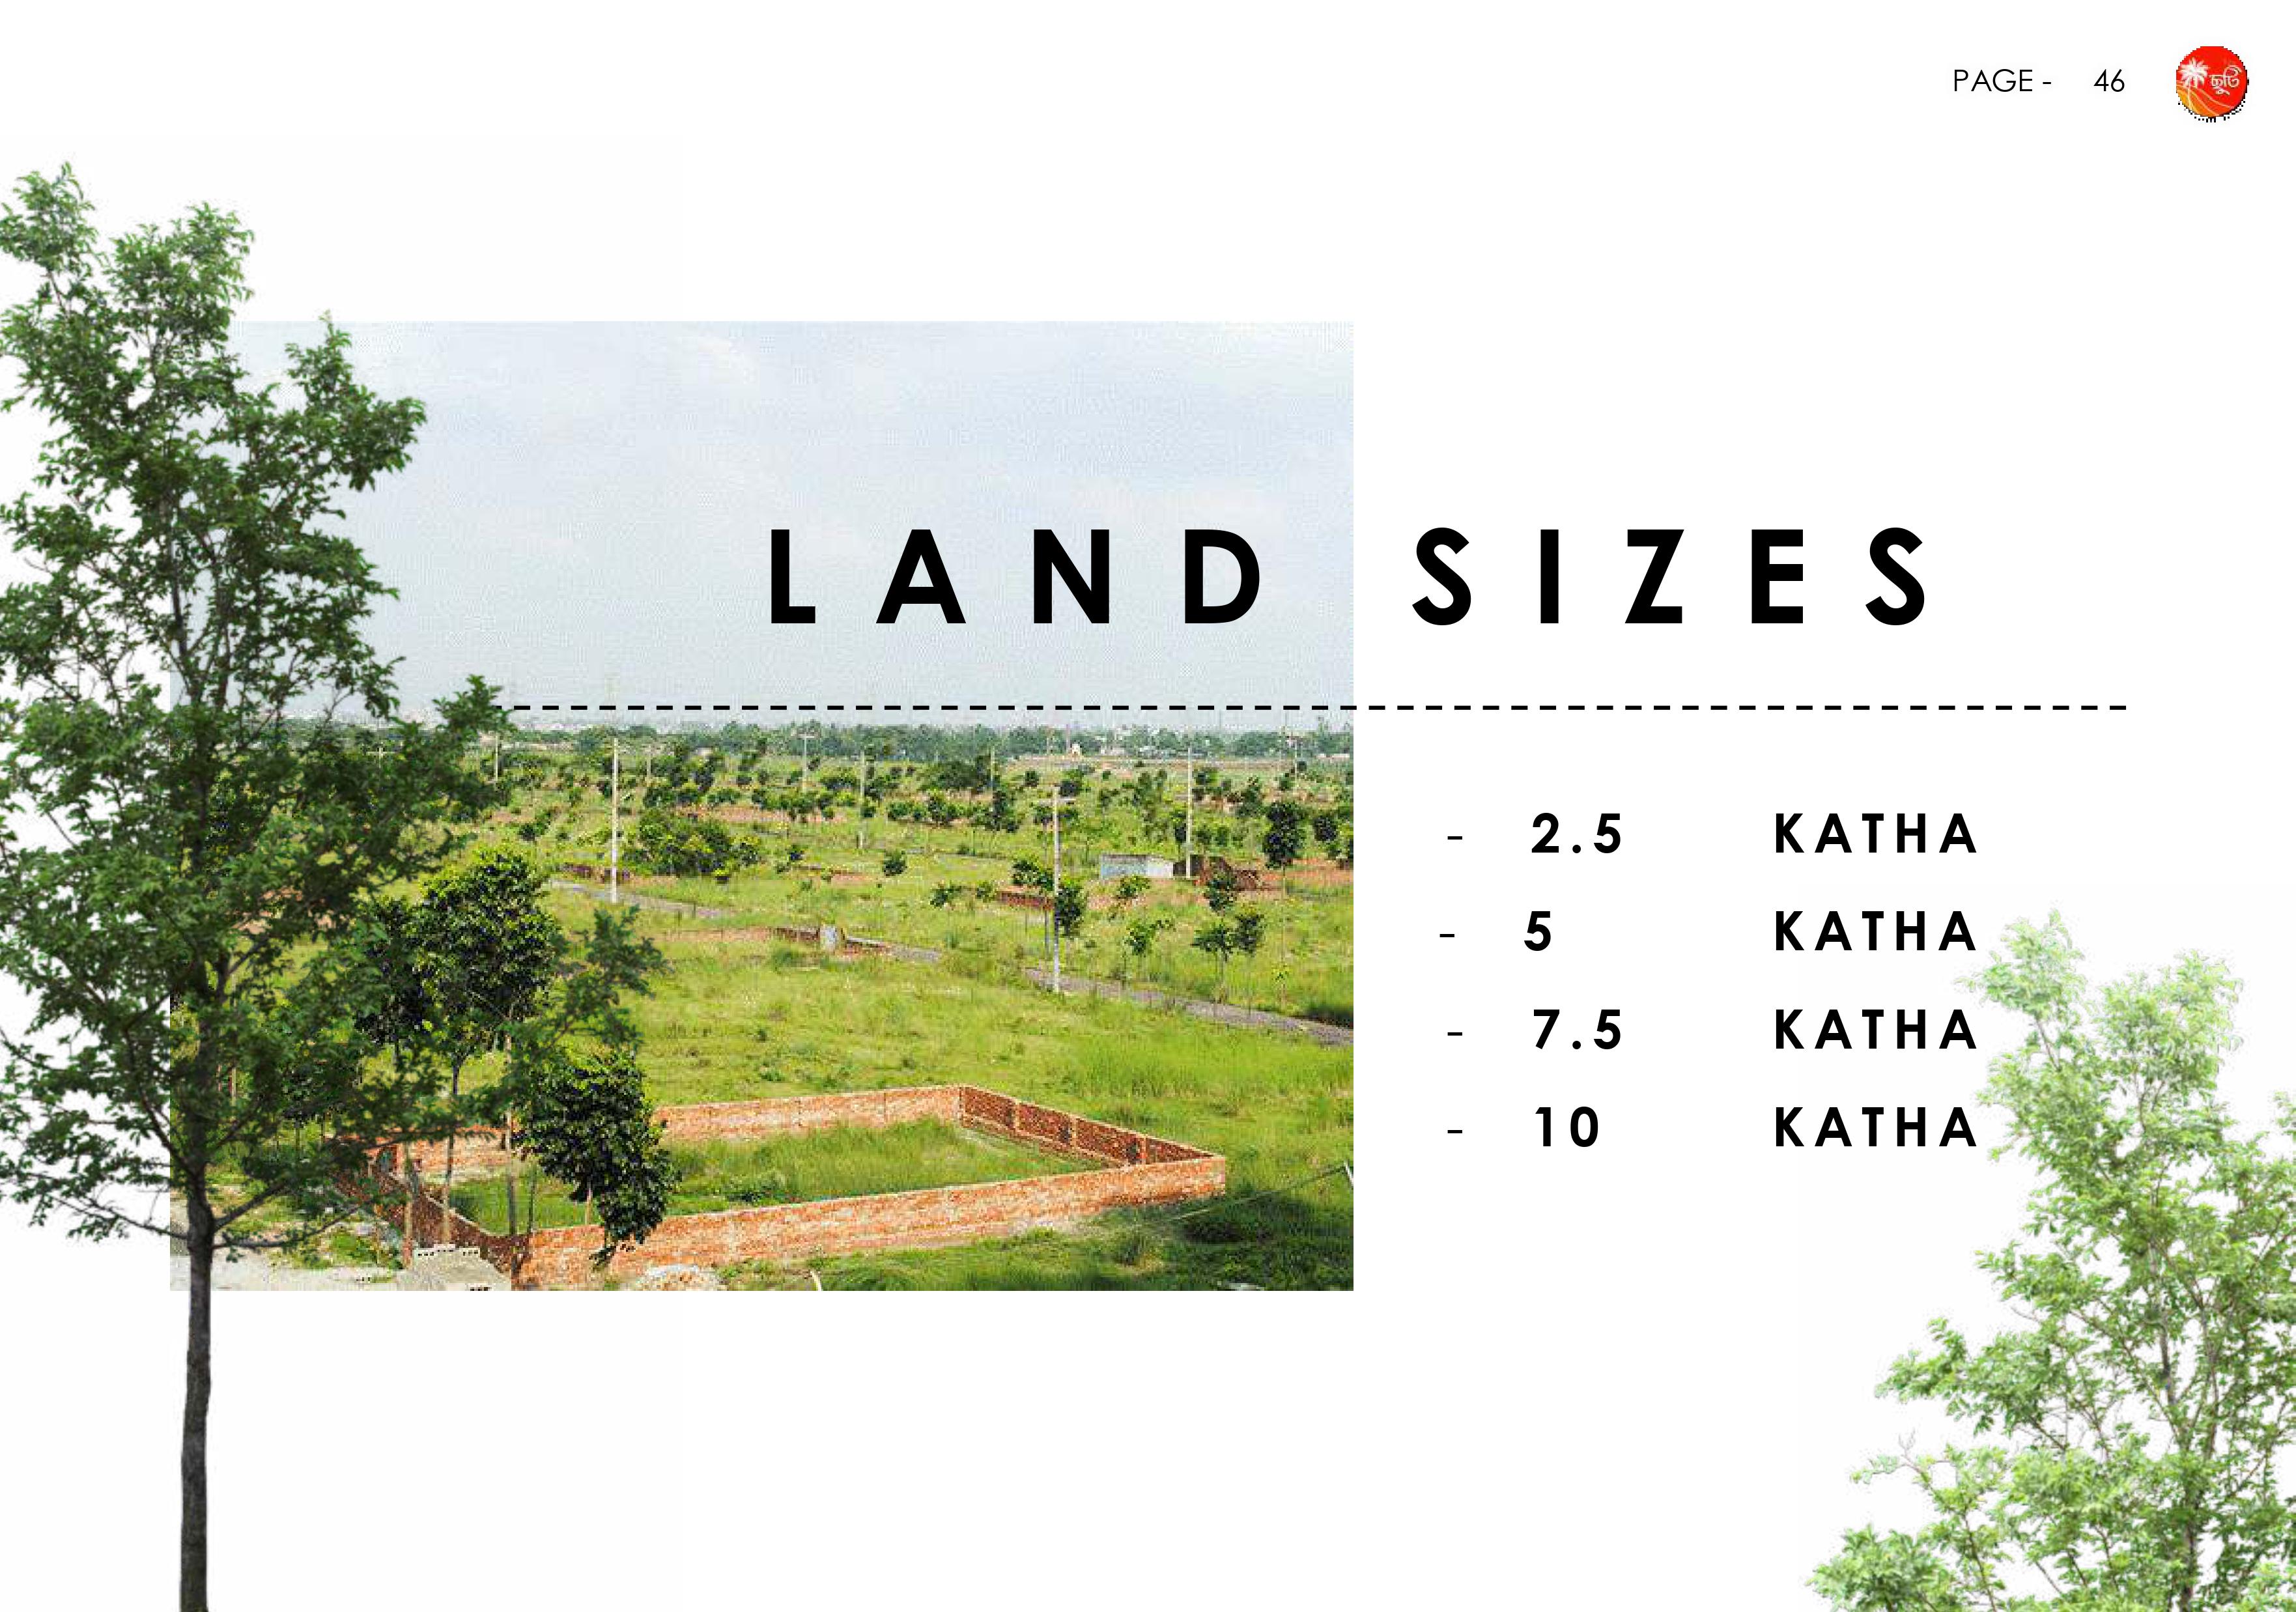 PAGE - 46
ছুটি
LAND SIZES
- 2.5 KATHA
- 5 KATHA
- 7.5 KATHA
- 10 KATHA